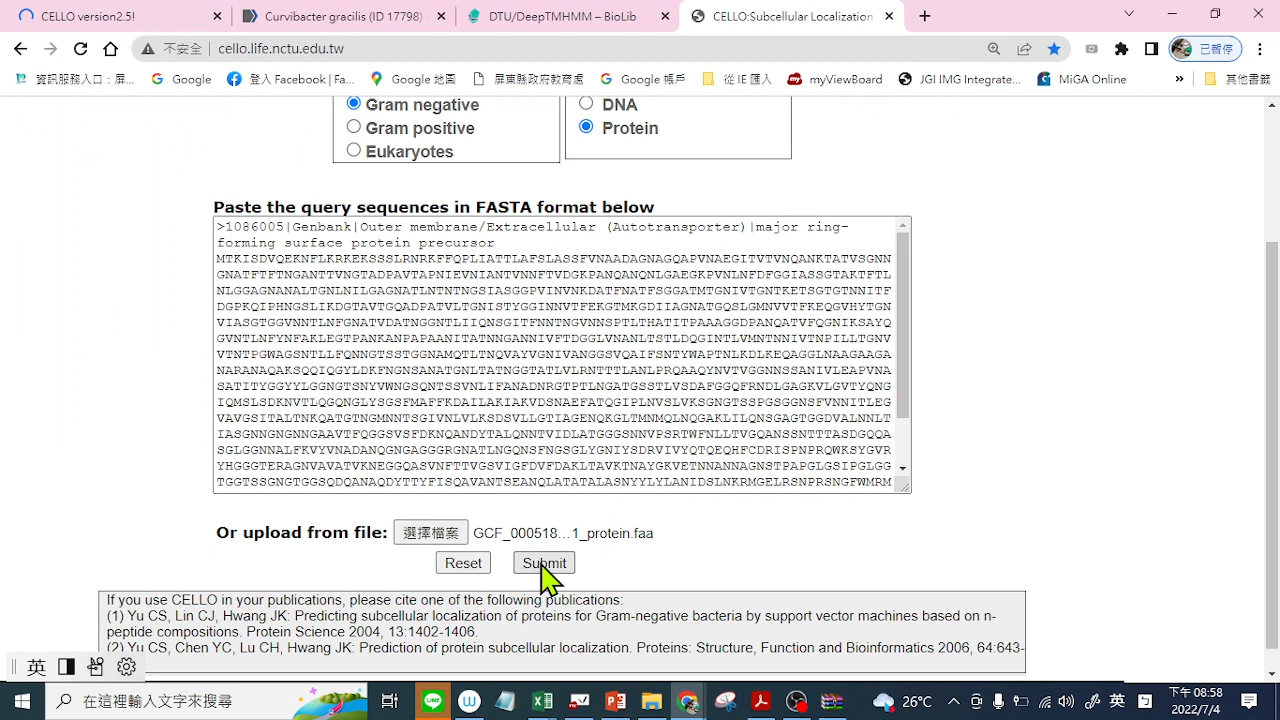 CELLO2.5!
Curvibacter gracilis (ID 17798)
DTU/DeepTMHMM – BioLib
CELLO:Subcellular Localization
不安全 | cello.life.nctu.edu.tw
已暫停
資訊服務入口 : 屏...
Google
登入 Facebook | Fa...
Google 地圖
屏東縣政府教育處
Google 帳戶
從 IE 匯入
myViewBoard
JGI IMG Integrate...
MiGA Online
»
其他書籤
Gram negative
Gram positive
Eukaryotes
DNA
Protein
Paste the query sequences in FASTA format below
>1086005|Genbank|Outer membrane/Extracellular (Autotransporter)|major ring-
forming surface protein precursor
MTKISDVQEKNFLKRKEKSSSLRNRKFFQPLIATTLAFSLASSFVNAADAGNAGQAPVNAEGITVTVNQANKTATVSGNN
GNATFTFTNGANTTVNGTADPAVTAPNIEVNIANTVNNFTVDGKPANQANQNLGAEGKPVNLNFDFGGIASSGTAKTFTL
NLGGAGNANALTGNLNILGAGNATLNTNTNGSIASGGPVINVNKDATFNATFSGGATMTGNIVTGNTKETSGTGTNNITF
DGPKQIPHNGSLIKDGTAVTGQADPATVLTGNISTYGGINNVTFEKGTMKGDIIAGNATGQSLGMNVVTFKEQGVHYTGN
VIASGTGGVNNTLNFGNATVDATNGGNTLIIQNSGITFNNTNGVNNSPTLTHATITPAAAGGDPANQATVFQGNIKSAYQ
GVNTLNFYNFAKLEGTPANKANPAPAANITATNNGANNIVFTDGGLVNANLTSTLDQGINTLVMNTNNIVTNPILLTGNV
VTNTPGWAGSNTLLFQNNGTSSTGGNAMQTLTNQVAYVGNIVANGGSVQAIFSNTYWAPTNLKDLKEQAGGLNAAGAAGA
NARANAQAKSQQIQGYLDKFNGNSANATGNLTATNGGTATLVLRNTTTLANLPRQAAQYNVTVGGNNSSANIVLEAPVNA
SATITYGGYYLGGNGTSNYVWNGSQNTSSVNLIFANADNRGTPTLNGATGSSTLVSDAFGGQFRNDLGAGKVLGVTYQNG
IQMSLSDKNVTLQGQNGLYSGSFMAFFKDAILAKIAKVDSNAEFATQGIPLNVSLVKSGNGTSSPGSGGNSFVNNITLEG
VAVGSITALTNKQATGTNGMNNTSGIVNLVLKSDSVLLGTIAGENQKGLTMNMQLNQGAKLILQNSGAGTGGDVALNNLT
IASGNNGNGNNGAAVTFQGGSVSFDKNQANDYTALQNNTVIDLATGGGSNNVPSRTWFNLLTVGQANSSNTTTASDGQQA
SGLGGNNALFKVYVNADANQGNGAGGRGNATLNGQNSFNGSGLYGNIYSDRVIVYQTQEQHFCDRISPNPRQWKSYGVR
YHGGGTERAGNVAVATVKNEGGQASVNFTTVGSVIGFDVFDAKLTAVKTNAYGKVETNNANNAGNSTPAPGLGSIPGLGG
TGGTSSGNGTGGSQDQANAQDYTTYFISQAVANTSEANQLATATALASNYYLYLANIDSLNKRMGELRSNPRSNGFWMRM
Or upload from file: 選擇檔案 GCF_000518...1_protein.faa
Reset
Submit
If you use CELLO in your publications, please cite one of the following publications:
(1) Yu CS, Lin CJ, Hwang JK: Predicting subcellular localization of proteins for Gram-negative bacteria by support vector machines based on n-
peptide compositions. Protein Science 2004, 13:1402-1406.
(2) Yu CS, Chen YC, Lu CH, Hwang JK: Prediction of protein subcellular localization. Proteins: Structure, Function and Bioinformatics 2006, 64:643-
英
在這裡輸入文字來搜尋
26°C
英
下午 08:58
2022/7/4